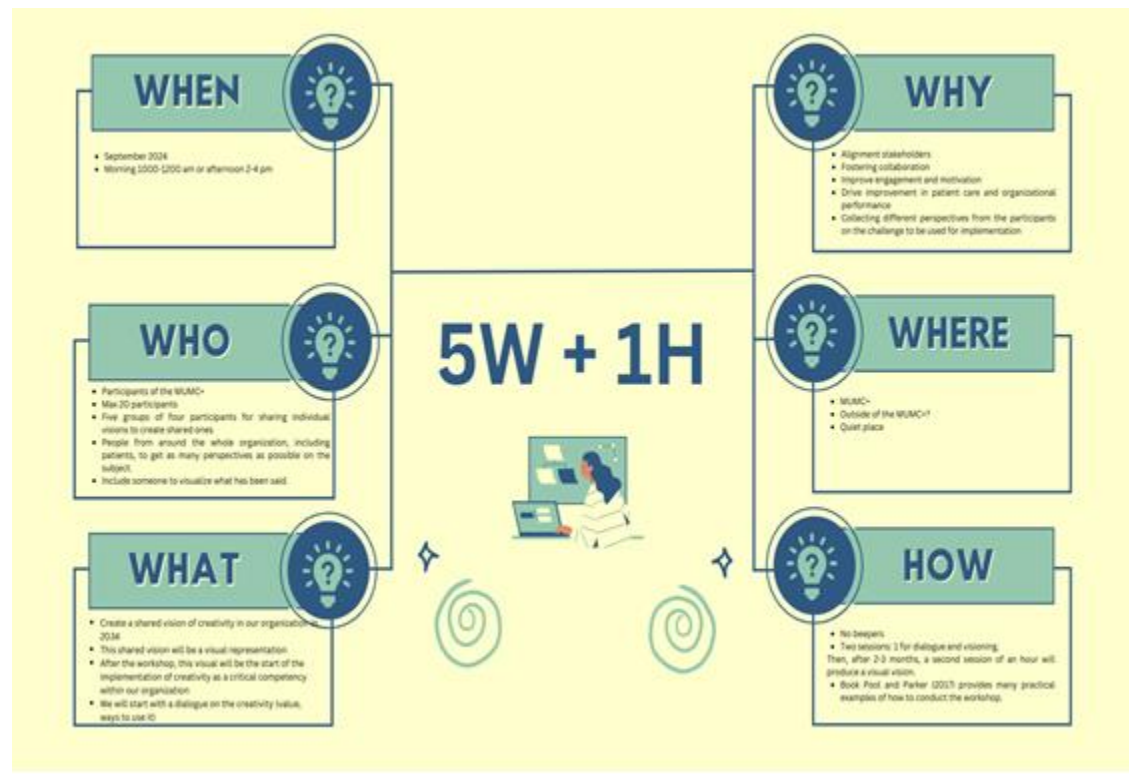 WHEN
• September 2024
• Morning 1000-1200 am or afternoon 2-4 pm
WHO
• Participants of the MUMC+
• Max 20 participants
• Five groups of four participants for sharing individual
visions to create shared ones.
• People from around the whole organization, including
patients, to get as many perspectives as possible on the
subject.
• Include someone to visualize what has been said.
WHAT
• Create a shared vision of creativity in our organization in
2034
• This shared vision will be a visual representation
• After the workshop, this visual will be the start of the
implementation of creativity as a critical competency
within our organization
• We will start with a dialogue on the creativity (value,
ways to use it)
5W + 1H
WHY
• Alignment stakeholders
• Fostering collaboration
• Improve engagement and motivation
• Drive improvement in patient care and organizational
performance
• Collecting different perspectives from the participants
on the challenge to be used for implementation
WHERE
• MUMC+
• Outside of the MUMC+?
• Quiet place
HOW
• No beepers
• Two sessions: 1 for dialogue and visioning.
Then, after 2-3 months, a second session of an hour will
produce a visual vision.
• Book Pool and Parker (2017) provides many practical
examples of how to conduct the workshop.